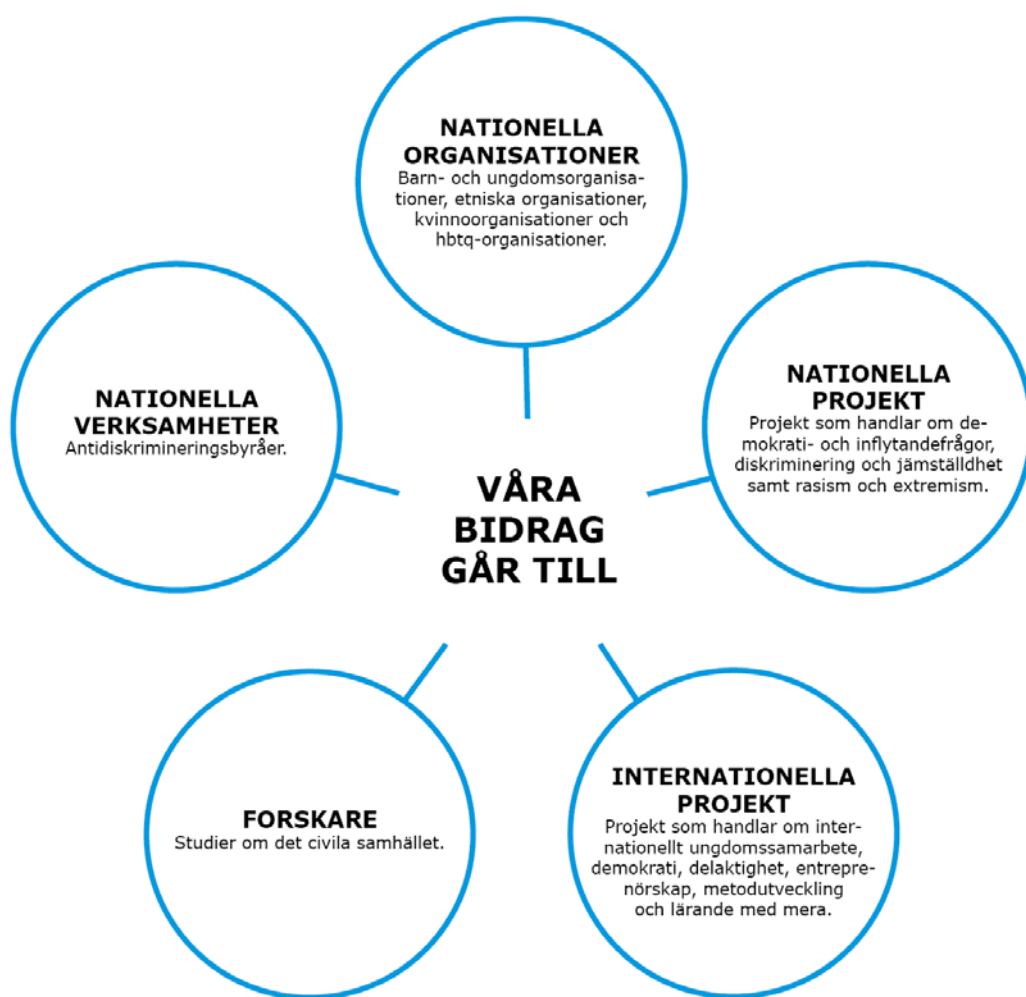 NATIONELLA
ORGANISATIONER
Barn- och ungdomsorganisa-
tioner, etniska organisationer,
kvinnoorganisationer och
hbtq-organisationer.
NATIONELLA
VERKSAMHETER
Antidiskrimineringsbyråer.
NATIONELLA
PROJEKT
Projekt som handlar om de-
mokrati- och inflytandefrågor,
diskriminering och jämställdhet
samt rasism och extremism.
VÅRA
BIDRAG
GÅR TILL
FORSKARE
Studier om det civila samhället.
INTERNATIONELLA
PROJEKT
Projekt som handlar om inter-
nationellt ungdomssamarbete,
demokrati, delaktighet, entrepre-
nörskap, metodutveckling
och lärande med mera.